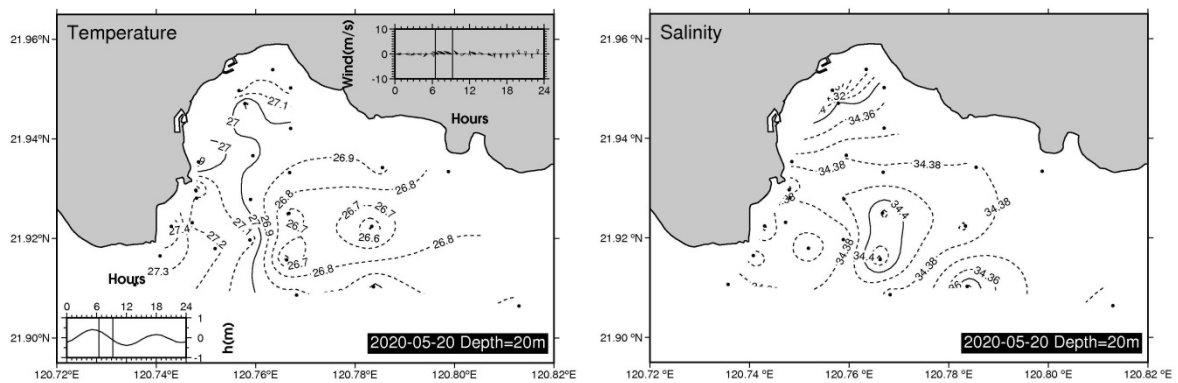 Temperature
Wind(m/s)
10
0
-10
0 6 12 18 24
Hours
21.96°N
21.94°N
21.92°N
21.90°N
27.1
27
27
26.9
26.8
26.7
26.7
26.6
26.8
26.7
26.7
26.8
26.9
27.1
27.2
27.4
27.3
Hours
0 6 12 18 24
1
0
-1
h(m)
2020-05-20 Depth=20m
120.72°E 120.74°E 120.76°E 120.78°E 120.80°E 120.82°E
Salinity
21.96°N
21.94°N
21.92°N
21.90°N
34.36
34.38
34.38
34.4
34.38
34.38
34.4
34.38
34.36
2020-05-20 Depth=20m
120.72°E 120.74°E 120.76°E 120.78°E 120.80°E 120.82°E